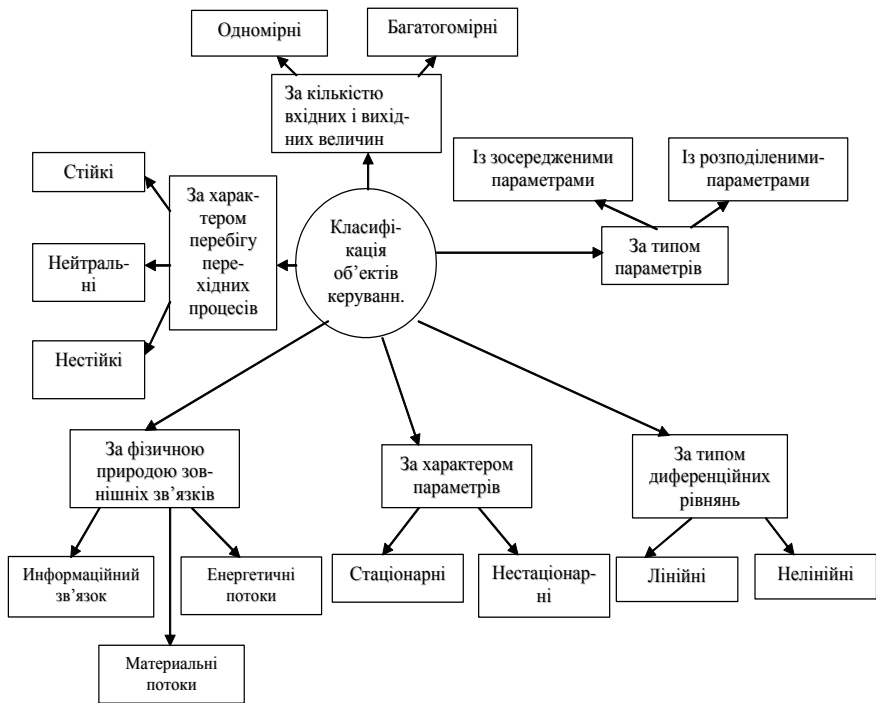 Одномірні
Багатогомірні
За кількістю
вхідних і вихід-
них величин
Із зосередженими
параметрами
Із розподіленими-
параметрами
За типом
параметрів
Стійкі
Нейтраль-
ні
Нестійкі
За харак-
тером
перебігу
пере-
хідних
процесів
Класифі-
кація
об’ектів
керуванн.
За фізичною
природою зов-
нішніх зв’язків
За характером
параметрів
За типом
диференційних
рівнянь
Информаційний
зв’язок
Енергетичні
потоки
Материальні
потоки
Стаціонарні
Нестаціонар-
ні
Лінійні
Нелінійні